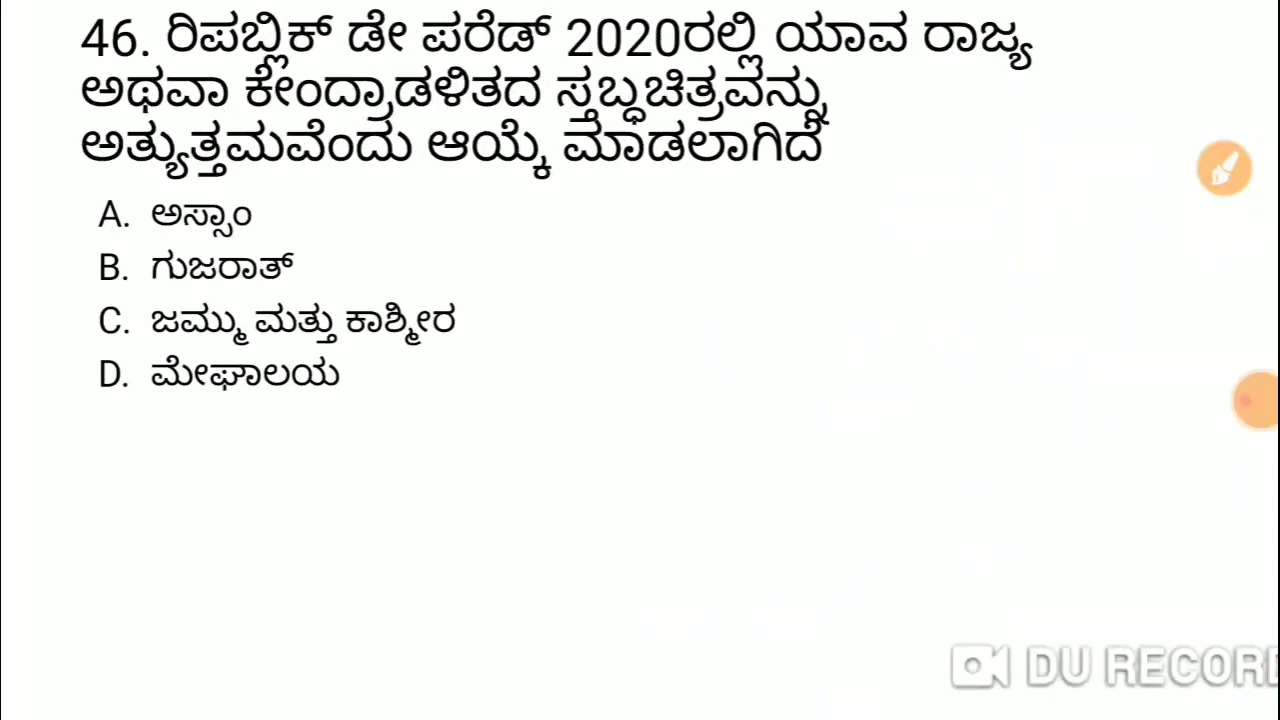 46. ರಿಪಬ್ಲಿಕ್ ಡೇ ಪರೆಡ್ 2020ರಲ್ಲಿ ಯಾವ ರಾಜ್ಯ
ಅಥವಾ ಕೇಂದ್ರಾಡಳಿತದ ಸ್ತಬ್ಧಚಿತ್ರವನ್ನು
ಅತ್ಯುತ್ತಮವೆಂದು ಆಯ್ಕೆ ಮಾಡಲಾಗಿದೆ
A. ಅಸ್ಸಾಂ
B. ಗುಜರಾತ್
C. ಜಮ್ಮು ಮತ್ತು ಕಾಶ್ಮೀರ
D. ಮೇಘಾಲಯ
DU RECORD